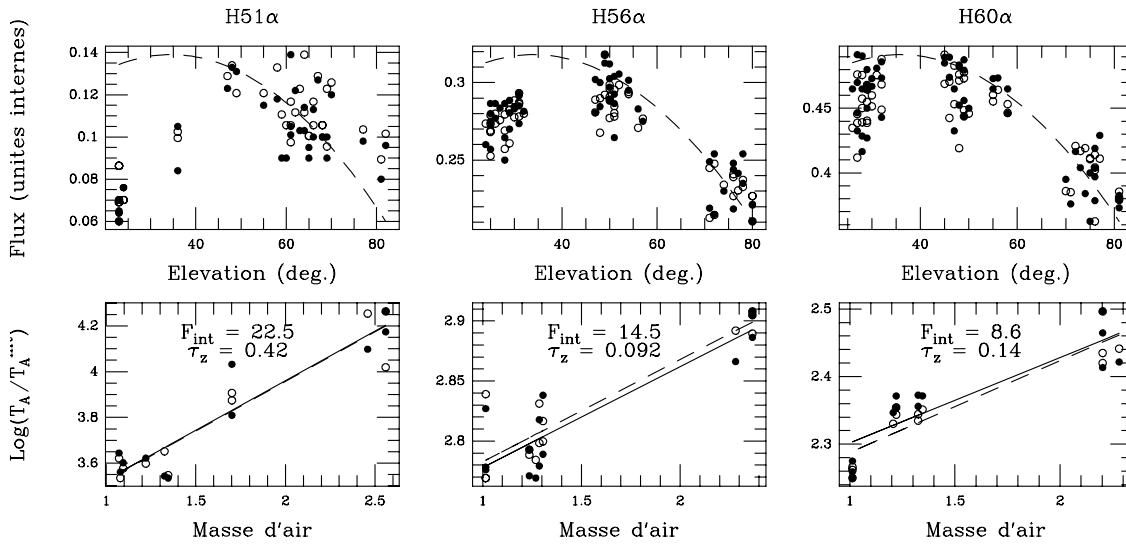 H51α
H56α
H60α
Flux (unites internes)
0.14
0.12
0.1
0.08
0.06
40
60
80
Elevation (deg.)
0.3
0.25
40
60
80
Elevation (deg.)
0.45
0.4
40
60
80
Elevation (deg.)
Log(T_A/T_A^int)
4.2
4
3.8
3.6
F_int = 22.5
τ_z = 0.42
1
1.5
2
2.5
Masse d'air
2.9
2.85
2.8
F_int = 14.5
τ_z = 0.092
1
1.5
2
Masse d'air
2.5
2.4
2.3
F_int = 8.6
τ_z = 0.14
1
1.5
2
Masse d'air